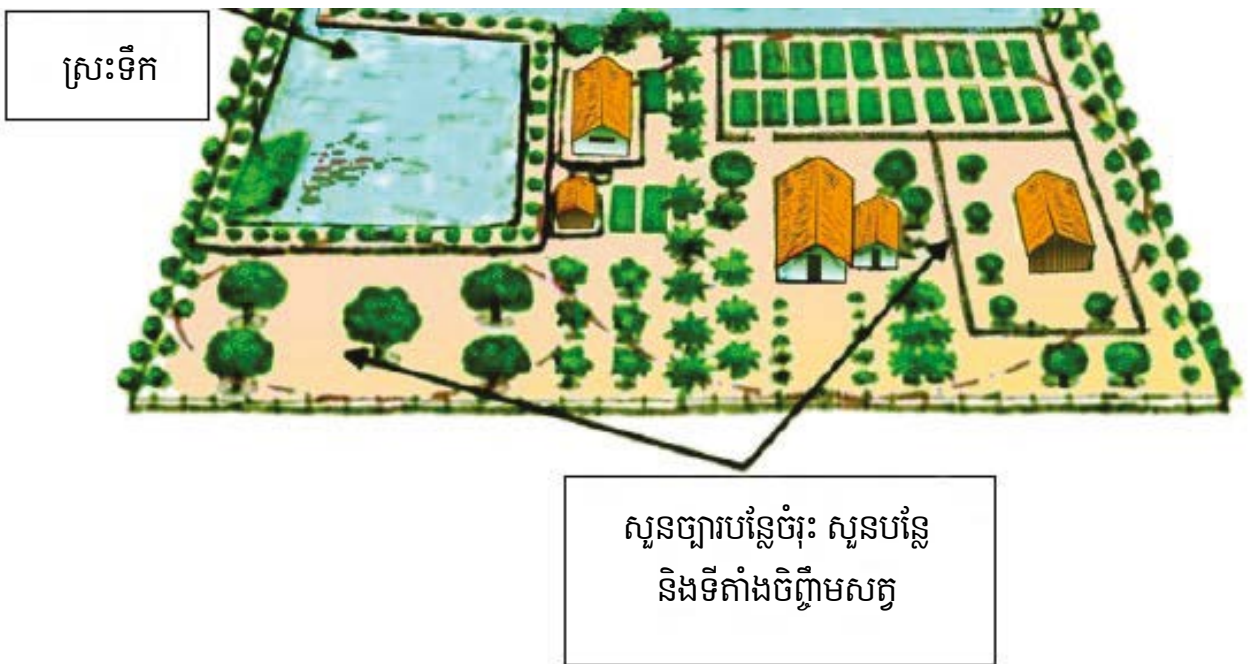 ស្រះទឹក
សួនច្បារបន្លែចំរុះ សួនបន្លែ
និងទីតាំងចិញ្ចឹមសត្វ